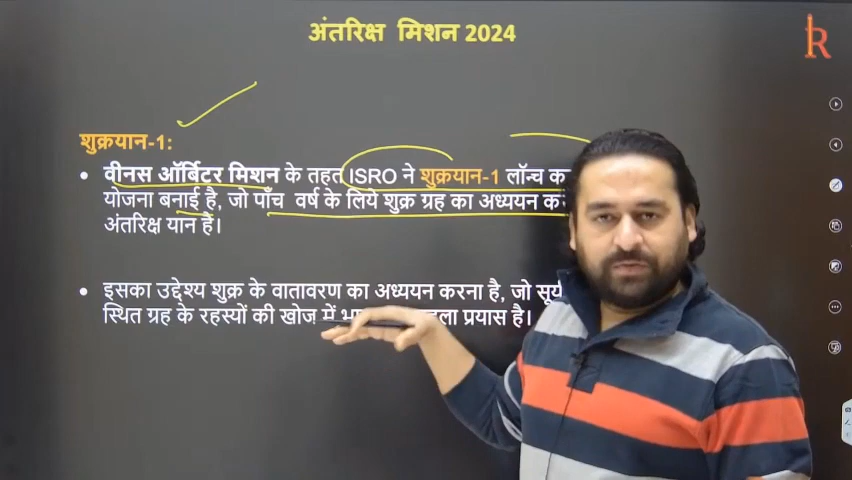 अंतरिक्ष मिशन 2024
R
शुक्रयान-1:
• वीनस ऑर्बिटर मिशन के तहत ISRO ने शुक्रयान-1 लॉन्च
योजना बनाई है, जो पाँच वर्ष के लिये शुक्र ग्रह का अध्ययन
अंतरिक्ष यान है।
• इसका उद्देश्य शुक्र के वातावरण का अध्ययन करना है, जो
स्थित ग्रह के रहस्यों की खोज में प्रयास है।